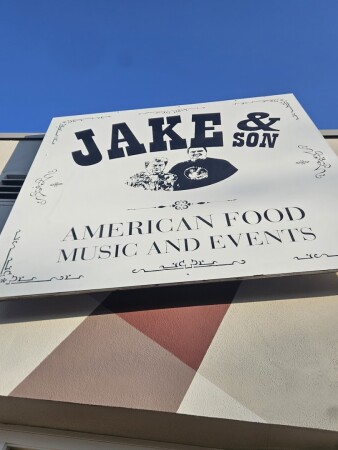 JAKE & SON
AMERICAN FOOD
MUSIC AND EVENTS